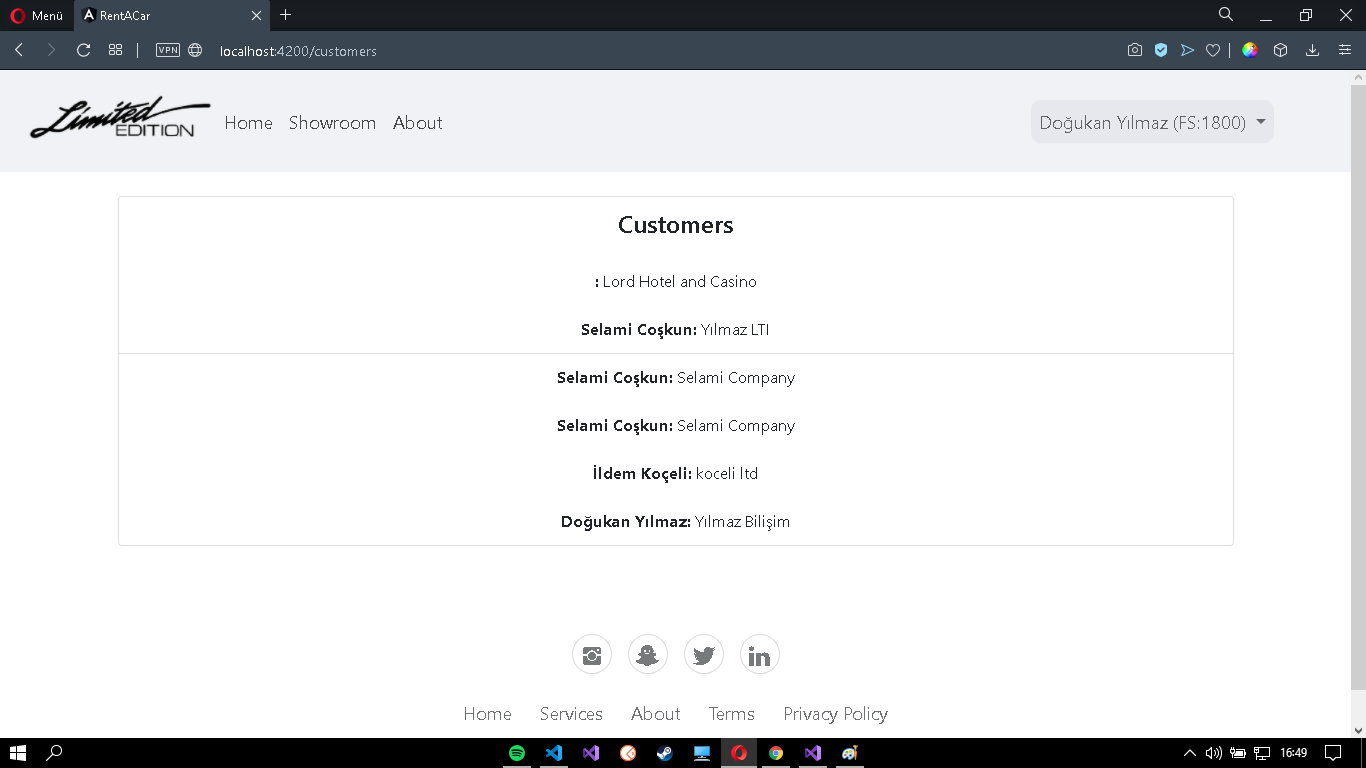 Menü
RentACar
VPN
localhost:4200/customers
Limited
EDITION
Home
Showroom
About
Doğukan Yılmaz (FS:1800)
Customers
: Lord Hotel and Casino
Selami Coşkun: Yılmaz LTI
Selami Coşkun: Selami Company
Selami Coşkun: Selami Company
İldem Koçeli: koceli ltd
Doğukan Yılmaz: Yılmaz Bilişim
Home
Services
About
Terms
Privacy Policy
16:49